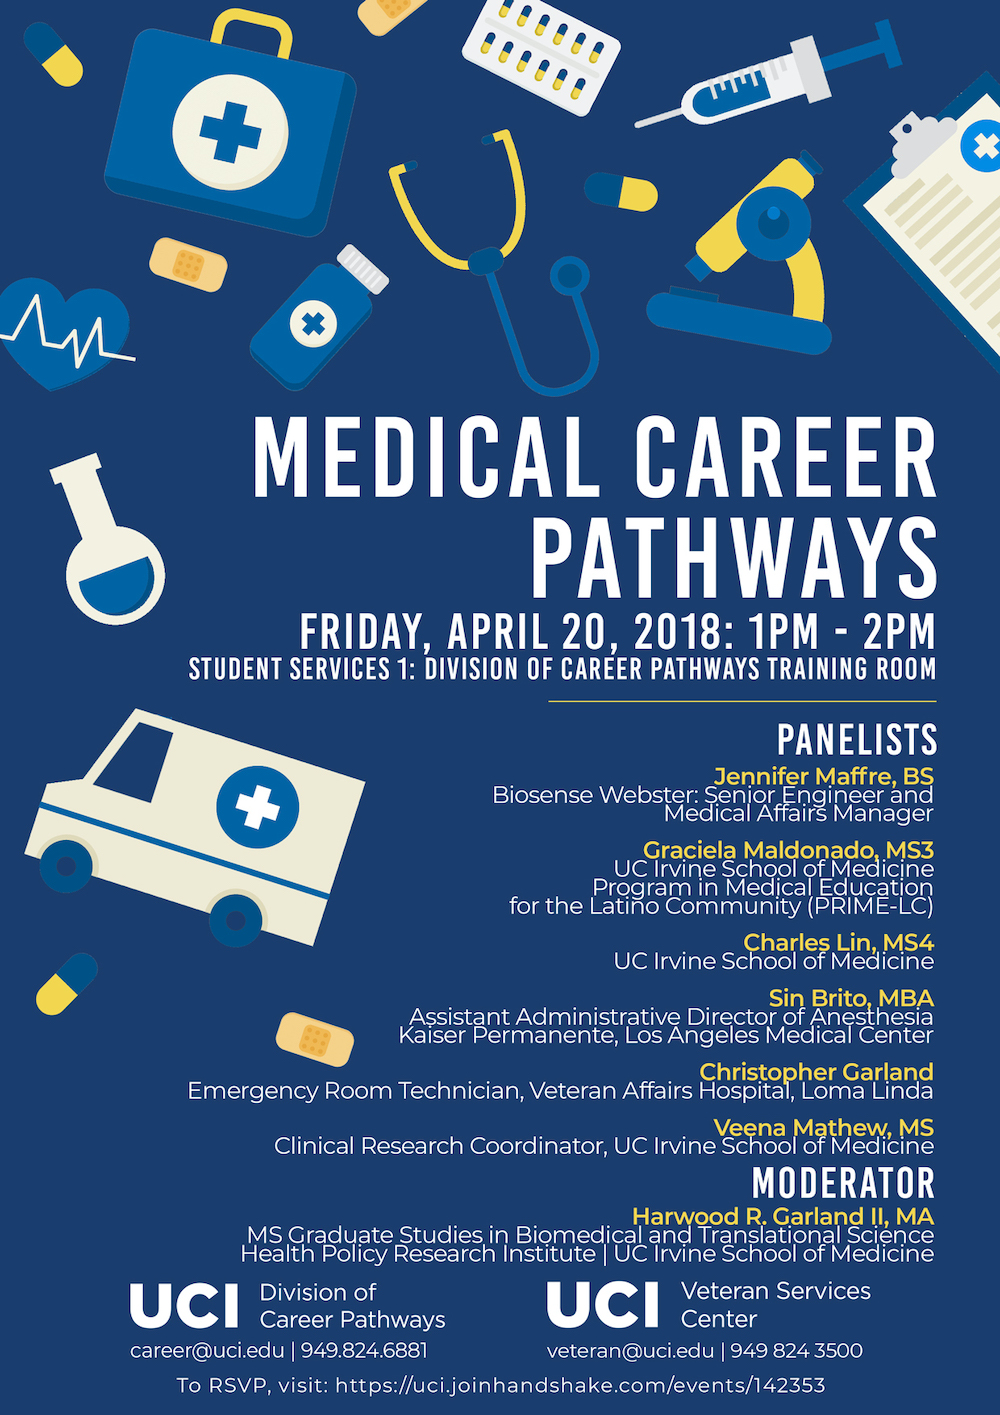 MEDICAL CAREER
PATHWAYS
FRIDAY, APRIL 20, 2018: 1PM - 2PM
STUDENT SERVICES 1: DIVISION OF CAREER PATHWAYS TRAINING ROOM
PANELISTS
Jennifer Maffre, BS
Biosense Webster: Senior Engineer and
Medical Affairs Manager
Graciela Maldonado, MS3
UC Irvine School of Medicine
Program in Medical Education
for the Latino Community (PRIME-LC)
Charles Lin, MS4
UC Irvine School of Medicine
Sin Brito, MBA
Assistant Administrative Director of Anesthesia
Kaiser Permanente, Los Angeles Medical Center
Christopher Garland
Emergency Room Technician, Veteran Affairs Hospital, Loma Linda
Veena Mathew, MS
Clinical Research Coordinator, UC Irvine School of Medicine
MODERATOR
Harwood R. Garland II, MA
MS Graduate Studies in Biomedical and Translational Science
Health Policy Research Institute | UC Irvine School of Medicine
UCI Division of
Career Pathways
career@uci.edu | 949.824.6881
UCI Veteran Services
Center
veteran@uci.edu | 949 824 3500
To RSVP, visit: https://uci.joinhandshake.com/events/142353